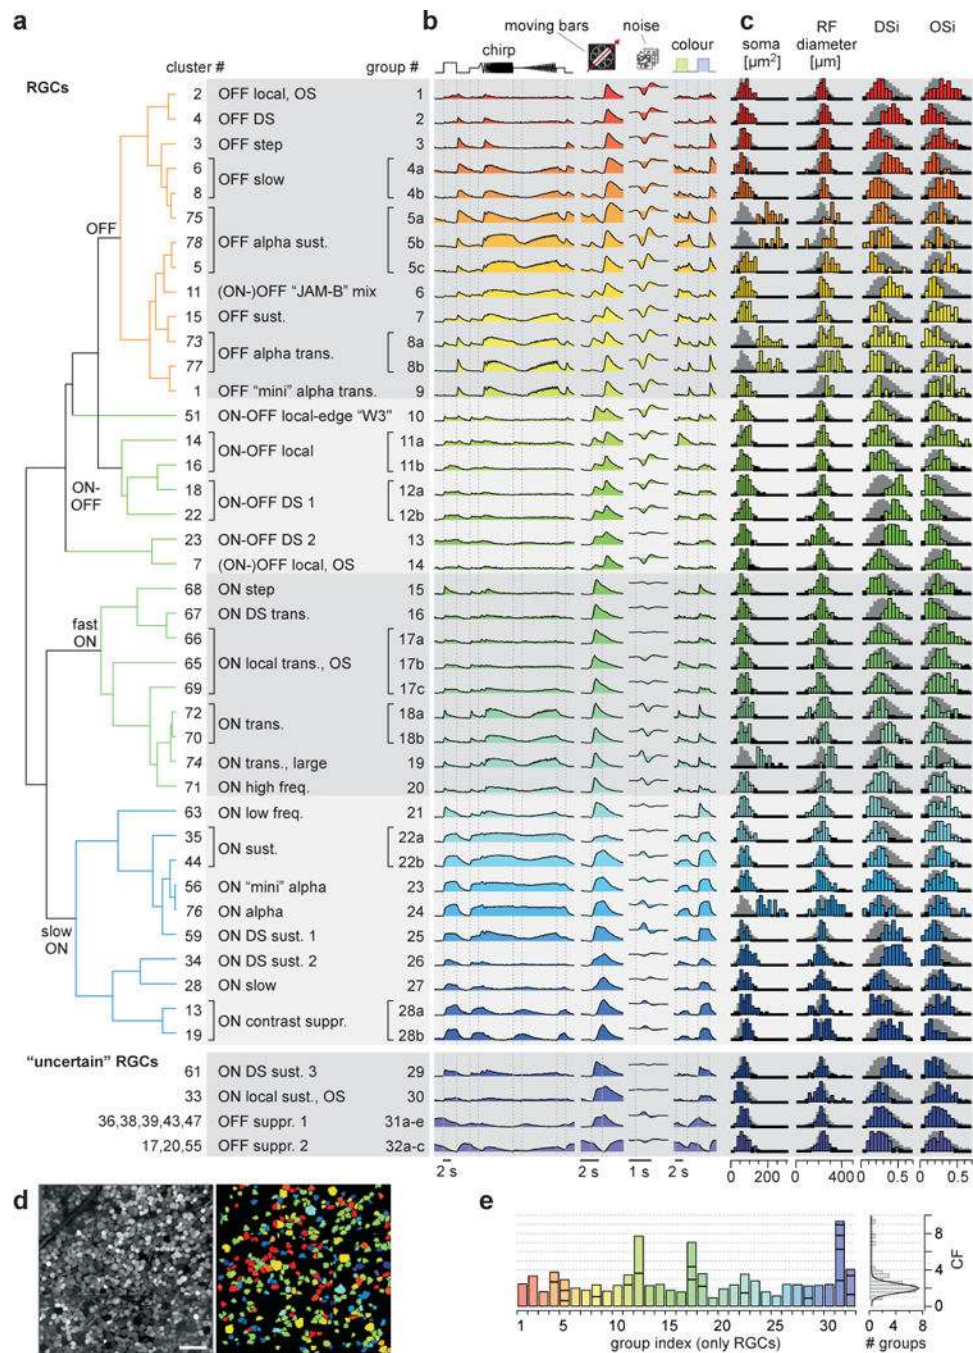 a
b
c
moving bars
noise
chirp
colour
soma
[µm²]
RF
diameter
[µm]
DSi
OSi
cluster #
group #
RGCs
2 OFF local, OS 1
4 OFF DS 2
3 OFF step 3
6 4a
OFF slow
8 4b
75 5a
78 OFF alpha sust. 5b
5 5c
11 (ON-)OFF "JAM-B" mix 6
15 OFF sust. 7
73 8a
OFF alpha trans.
77 8b
1 OFF "mini" alpha trans. 9
51 ON-OFF local-edge "W3" 10
14 11a
ON-OFF local
16 11b
18 12a
ON-OFF DS 1
22 12b
23 ON-OFF DS 2 13
7 (ON-)OFF local, OS 14
68 ON step 15
67 ON DS trans. 16
66 17a
65 ON local trans., OS 17b
69 17c
72 18a
ON trans.
70 18b
74 ON trans., large 19
71 ON high freq. 20
63 ON low freq. 21
35 22a
ON sust.
44 22b
56 ON "mini" alpha 23
76 ON alpha 24
59 ON DS sust. 1 25
34 ON DS sust. 2 26
28 ON slow 27
13 28a
ON contrast suppr.
19 28b
OFF
ON-
OFF
fast
ON
slow
ON
"uncertain" RGCs
61 ON DS sust. 3 29
33 ON local sust., OS 30
36,38,39,43,47 OFF suppr. 1 31a-e
17,20,55 OFF suppr. 2 32a-c
2 s 2 s 1 s 2 s
0 200 0 400 0 0.5 0 0.5
d
e
1 5 10 15 20 25 30
group index (only RGCs)
8
4
0
CF
0 4 8
# groups